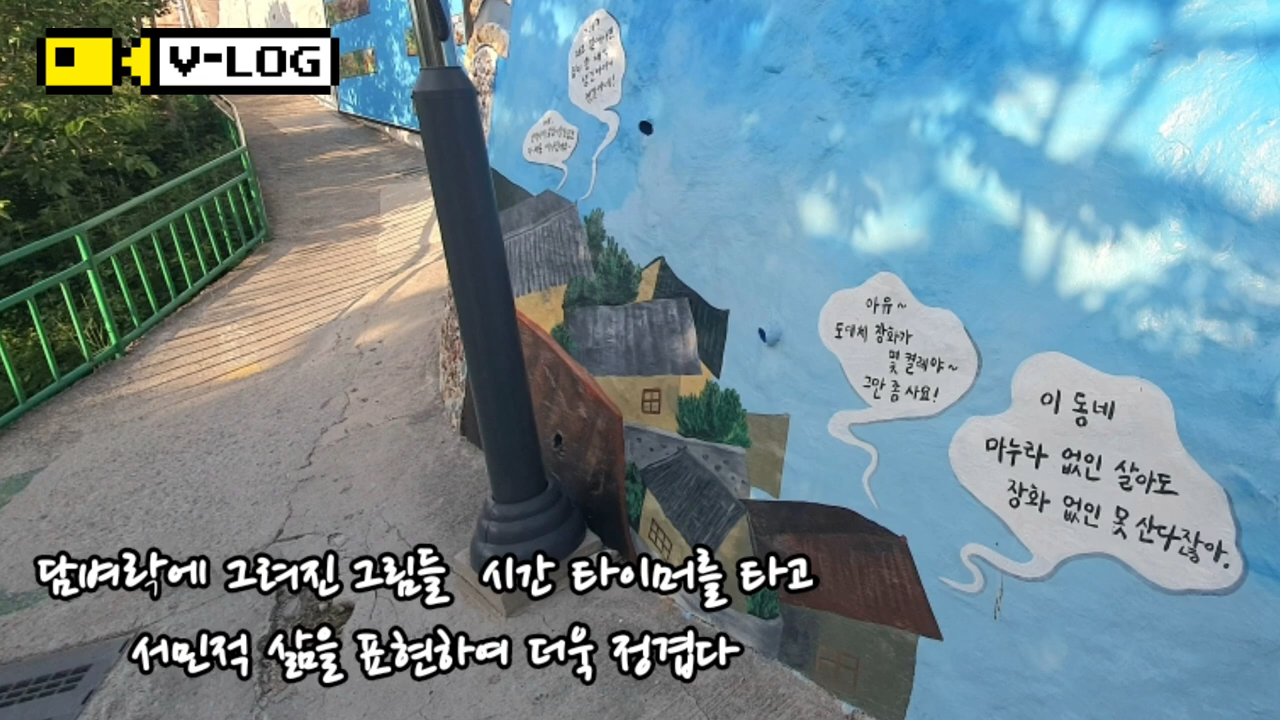 V-LOG
아유~
도대체 장화가
몇 켤레야~
그만 좀 사요!
이 동네
마누라 없인 살아도
장화 없인 못 산다잖아.
담벼락에 그려진 그림들 시간 타이머를 타고
서민적 삶을 표현하여 더욱 정겹다